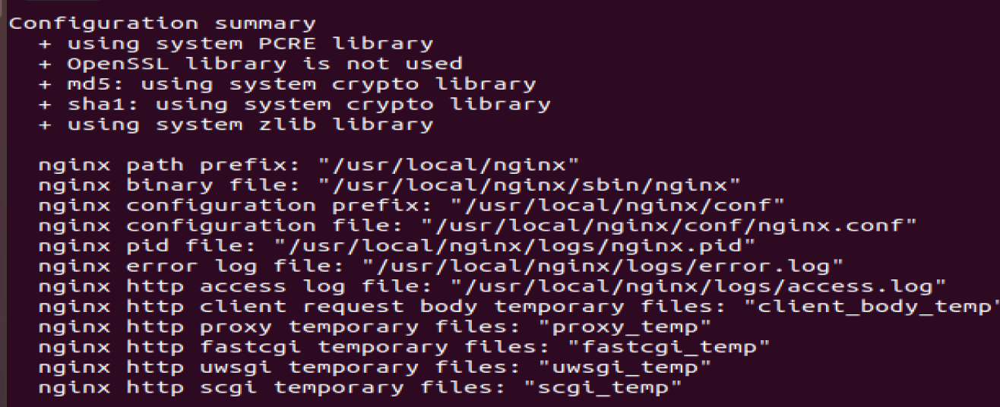 Configuration summary
+ using system PCRE library
+ OpenSSL library is not used
+ md5: using system crypto library
+ sha1: using system crypto library
+ using system zlib library
nginx path prefix: "/usr/local/nginx"
nginx binary file: "/usr/local/nginx/sbin/nginx"
nginx configuration prefix: "/usr/local/nginx/conf"
nginx configuration file: "/usr/local/nginx/conf/nginx.conf"
nginx pid file: "/usr/local/nginx/logs/nginx.pid"
nginx error log file: "/usr/local/nginx/logs/error.log"
nginx http access log file: "/usr/local/nginx/logs/access.log"
nginx http client request body temporary files: "client_body_temp"
nginx http proxy temporary files: "proxy_temp"
nginx http fastcgi temporary files: "fastcgi_temp"
nginx http uwsgi temporary files: "uwsgi_temp"
nginx http scgi temporary files: "scgi_temp"